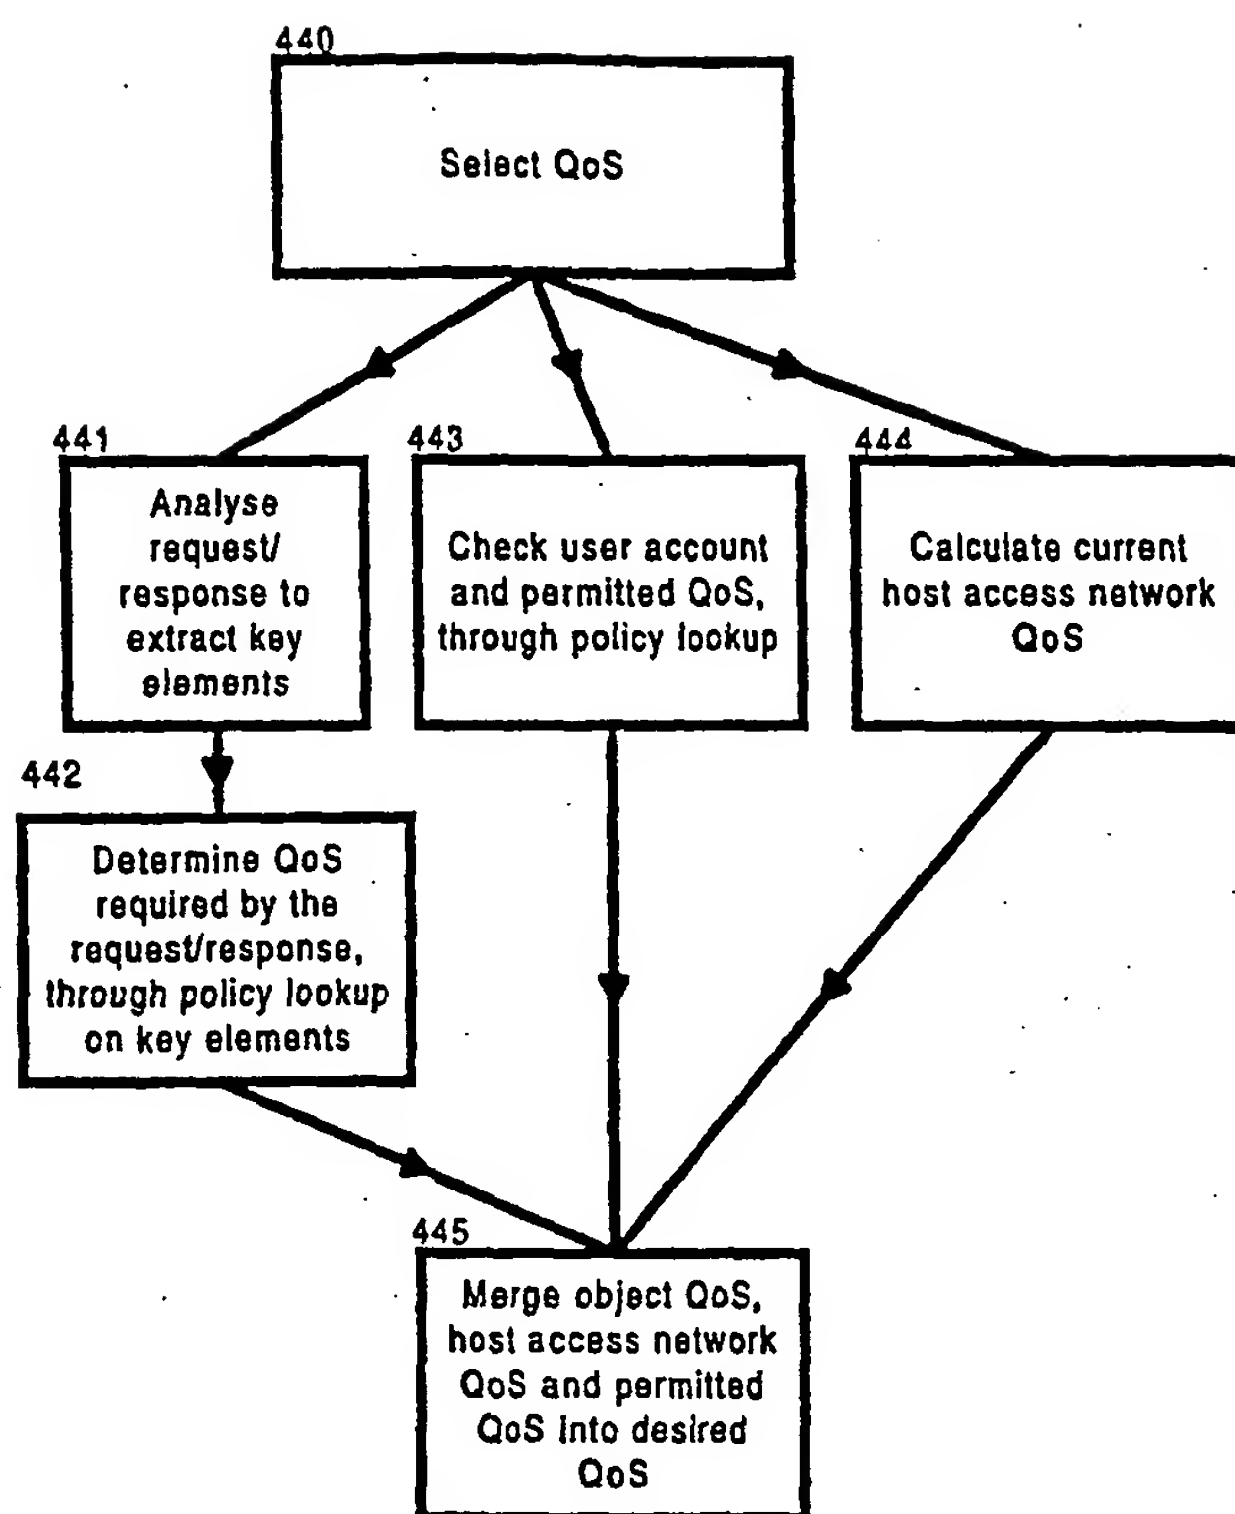 440
Select QoS
441
Analyse
request/
response to
extract key
elements
443
Check user account
and permitted QoS,
through policy lookup
444
Calculate current
host access network
QoS
442
Determine QoS
required by the
request/response,
through policy lookup
on key elements
445
Merge object QoS,
host access network
QoS and permitted
QoS into desired
QoS